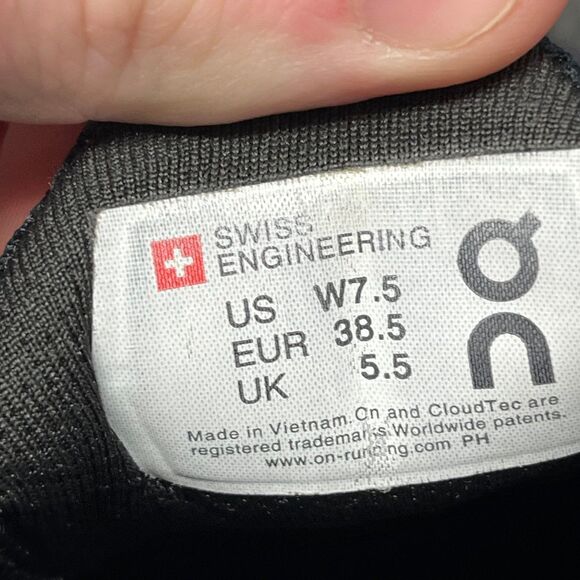 SWISS
ENGINEERING
US W7.5
EUR 38.5
UK 5.5
Made in Vietnam. On and CloudTec are
registered trademarks Worldwide patents.
www.on-running.com PH
On